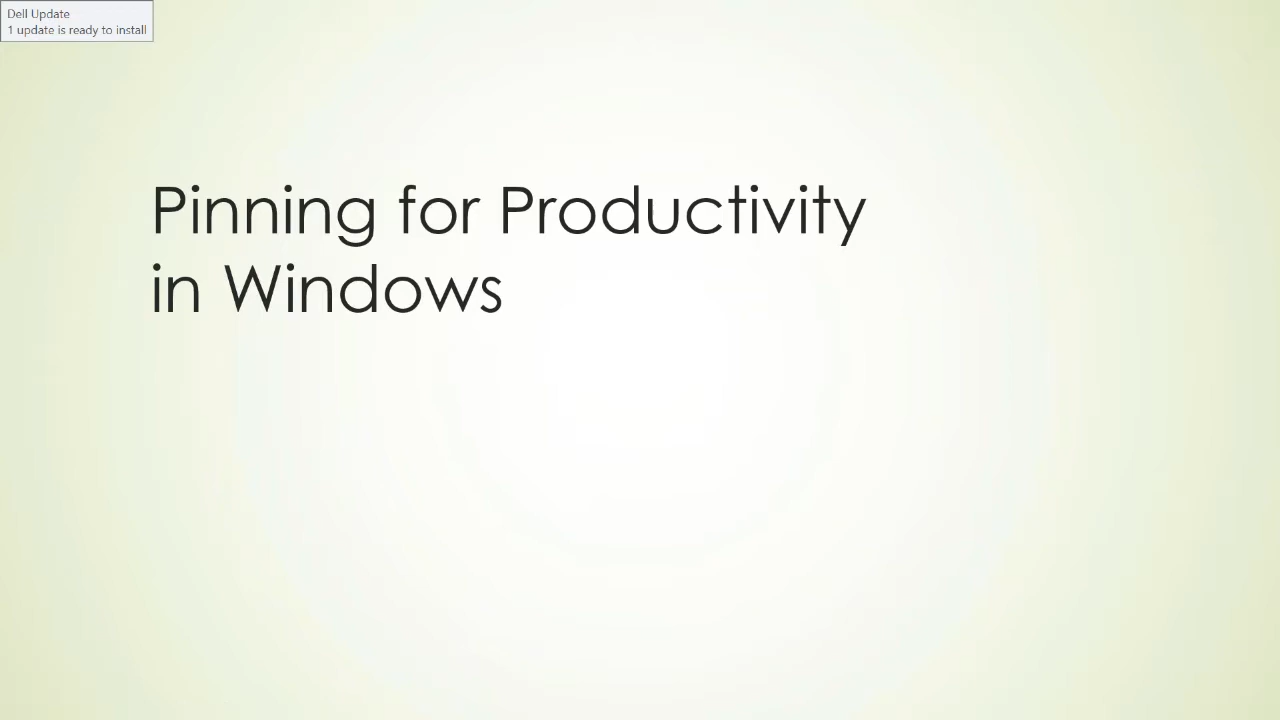 Dell Update
1 update is ready to install
Pinning for Productivity
in Windows